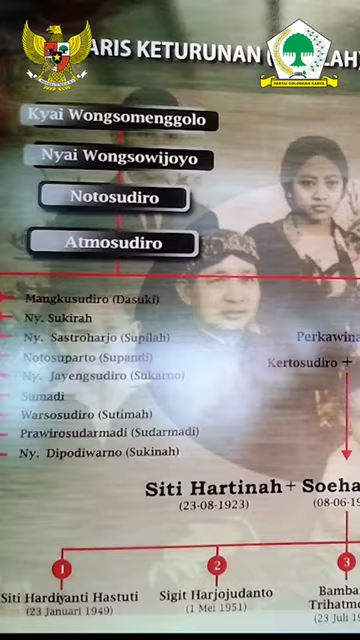 ARIS KETURUNAN
PARTAI GOLONGAN KARYA
Kyai Wongsomenggolo
Nyai Wongsowijoyo
Notosudiro
Atmosudiro
Mangkusudiro (Dasuki)
Ny. Sukirah
Ny. Sastroharjo (Supilah)
Notosuparto (Supandi)
Ny. Jayengsudiro (Sukarno)
Sumadi
Warsosudiro (Sutimah)
Prawirosudarmadi (Sudarmadi)
Ny. Dipodiwarno (Sukinah)
Perkawina
Kertosudiro +
Siti Hartinah + Soeha
(23-08-1923) (08-06-19
1 2 3
Siti Hardiyanti Hastuti
(23 Januari 1949)
Sigit Harjojudanto
(1 Mei 1951)
Bamba
Trihatmo
(23 Juli 19